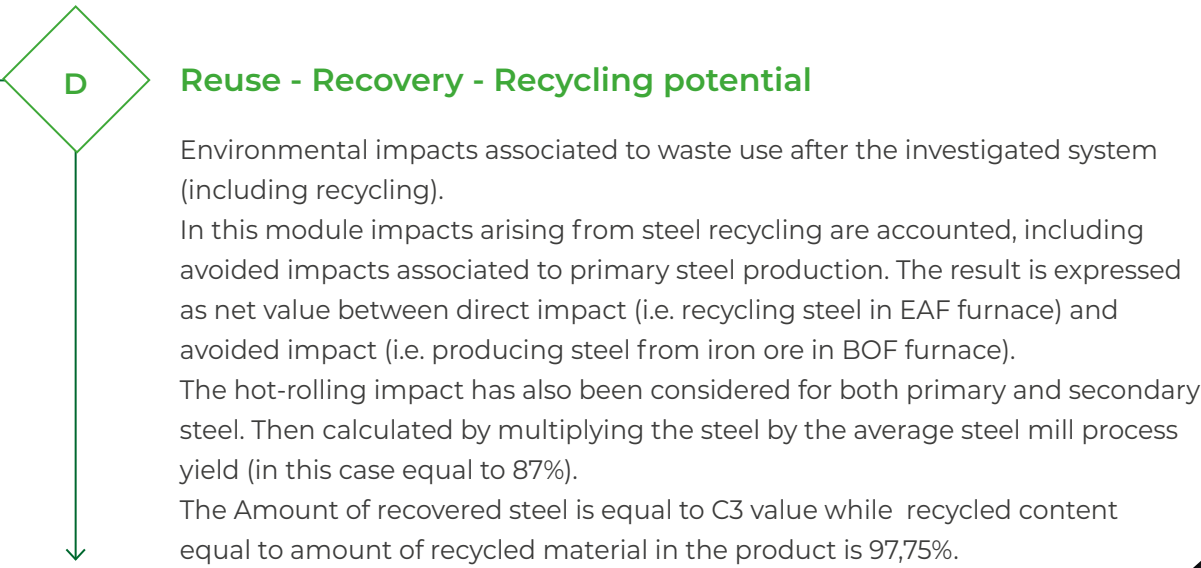 D
Reuse - Recovery - Recycling potential
Environmental impacts associated to waste use after the investigated system
(including recycling).
In this module impacts arising from steel recycling are accounted, including
avoided impacts associated to primary steel production. The result is expressed
as net value between direct impact (i.e. recycling steel in EAF furnace) and
avoided impact (i.e. producing steel from iron ore in BOF furnace).
The hot-rolling impact has also been considered for both primary and secondary
steel. Then calculated by multiplying the steel by the average steel mill process
yield (in this case equal to 87%).
The Amount of recovered steel is equal to C3 value while  recycled content
equal to amount of recycled material in the product is 97,75%.